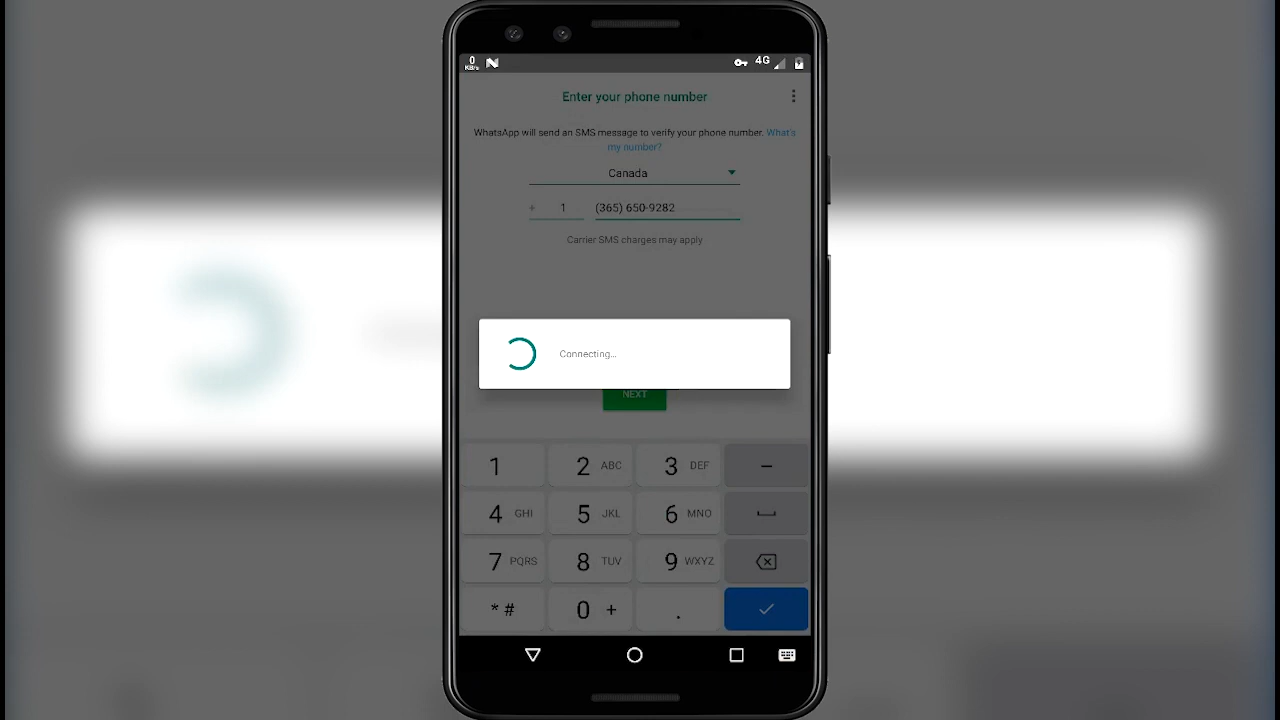 0
KB/s
4G
Enter your phone number
WhatsApp will send an SMS message to verify your phone number. What's
my number?
Canada
+ 1 (365) 650-9282
Carrier SMS charges may apply
Connecting...
NEXT
1 2 ABC 3 DEF –
4 GHI 5 JKL 6 MNO
7 PQRS 8 TUV 9 WXYZ
* # 0 + .